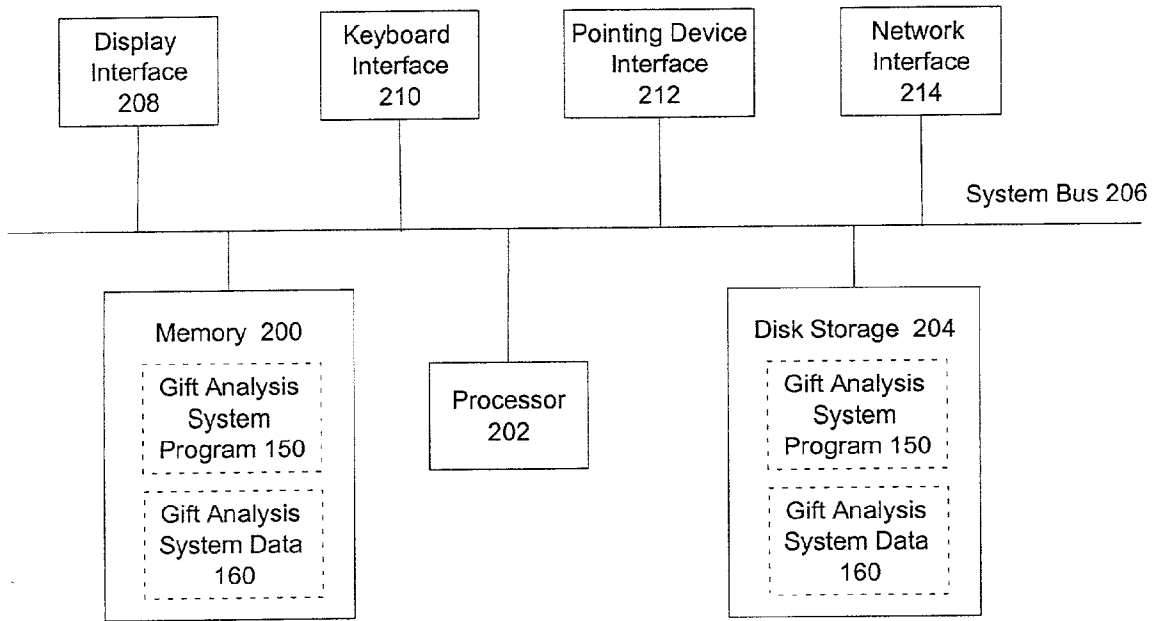 Display
Interface
208
Keyboard
Interface
210
Pointing Device
Interface
212
Network
Interface
214
System Bus 206
Memory 200
Gift Analysis
System
Program 150
Gift Analysis
System Data
160
Processor
202
Disk Storage 204
Gift Analysis
System
Program 150
Gift Analysis
System Data
160